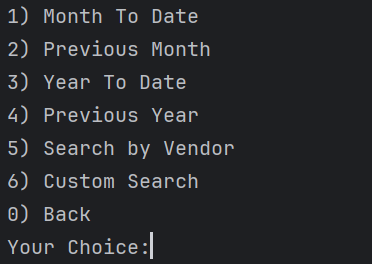 1) Month To Date
2) Previous Month
3) Year To Date
4) Previous Year
5) Search by Vendor
6) Custom Search
0) Back
Your Choice: